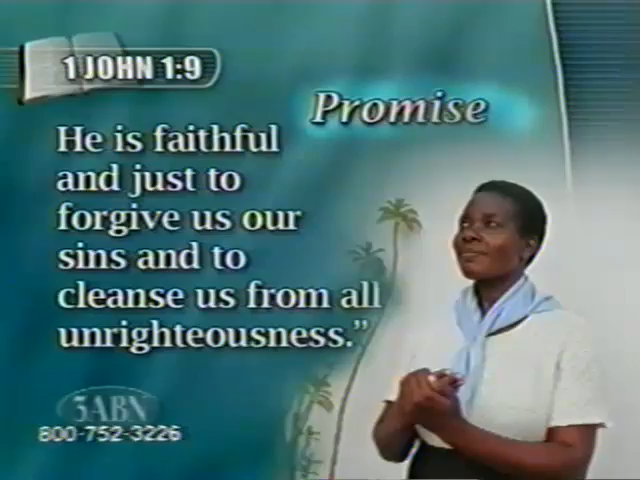 1 JOHN 1:9
Promise
He is faithful
and just to
forgive us our
sins and to
cleanse us from all
unrighteousness.”
3ABN
800-752-3226